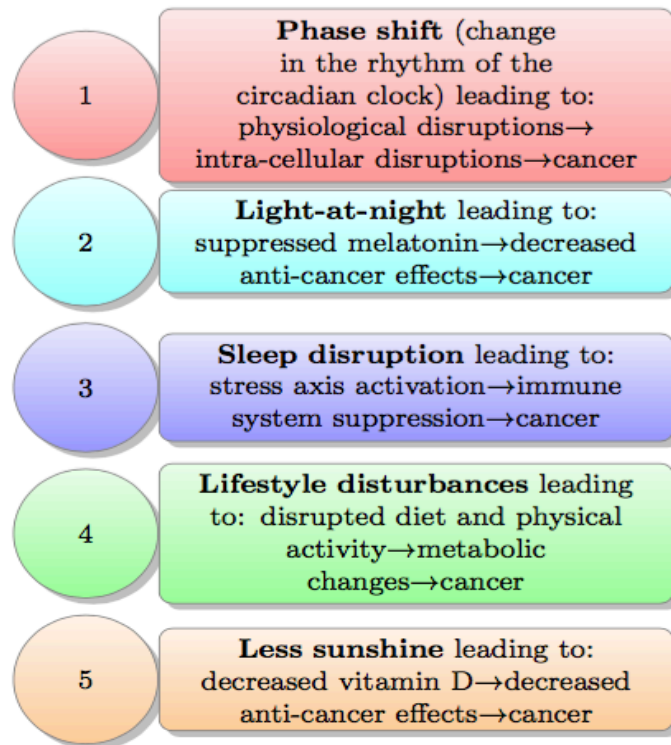 1
Phase shift (change
in the rhythm of the
circadian clock) leading to:
physiological disruptions→
intra-cellular disruptions→cancer
2
Light-at-night leading to:
suppressed melatonin→decreased
anti-cancer effects→cancer
3
Sleep disruption leading to:
stress axis activation→immune
system suppression→cancer
4
Lifestyle disturbances leading
to: disrupted diet and physical
activity→metabolic
changes→cancer
5
Less sunshine leading to:
decreased vitamin D→decreased
anti-cancer effects→cancer